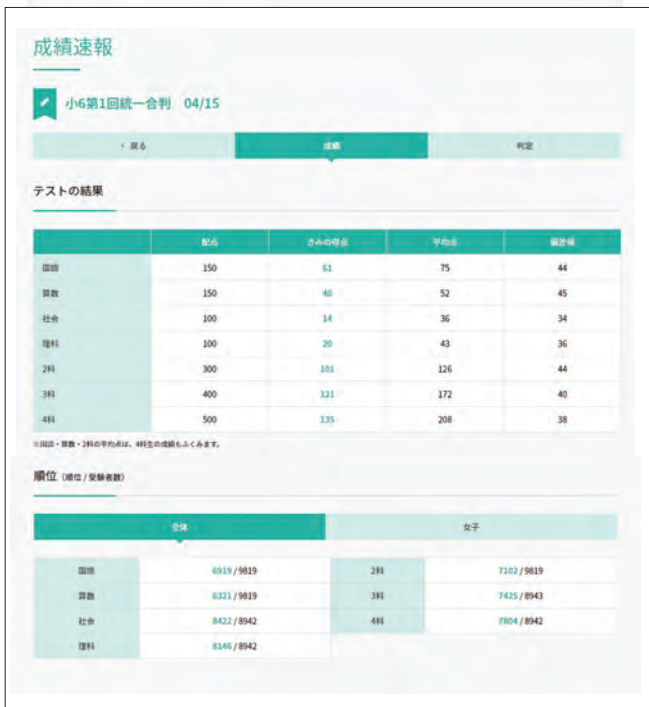 成績速報
小6第1回統一合判 04/15
< 戻る 成績 判定
テストの結果
配点 きみの得点 平均点 偏差値
国語 150 61 75 44
算数 150 40 52 45
社会 100 14 36 34
理科 100 20 43 36
2科 300 101 126 44
3科 400 121 172 40
4科 500 135 208 38
※国語・算数・2科の平均点は、4科生の成績もふくみます。
順位(順位/受験者数)
全体 女子
国語 6919/9819 2科 7102/9819
算数 6321/9819 3科 7425/8943
社会 8422/8942 4科 7804/8942
理科 8146/8942